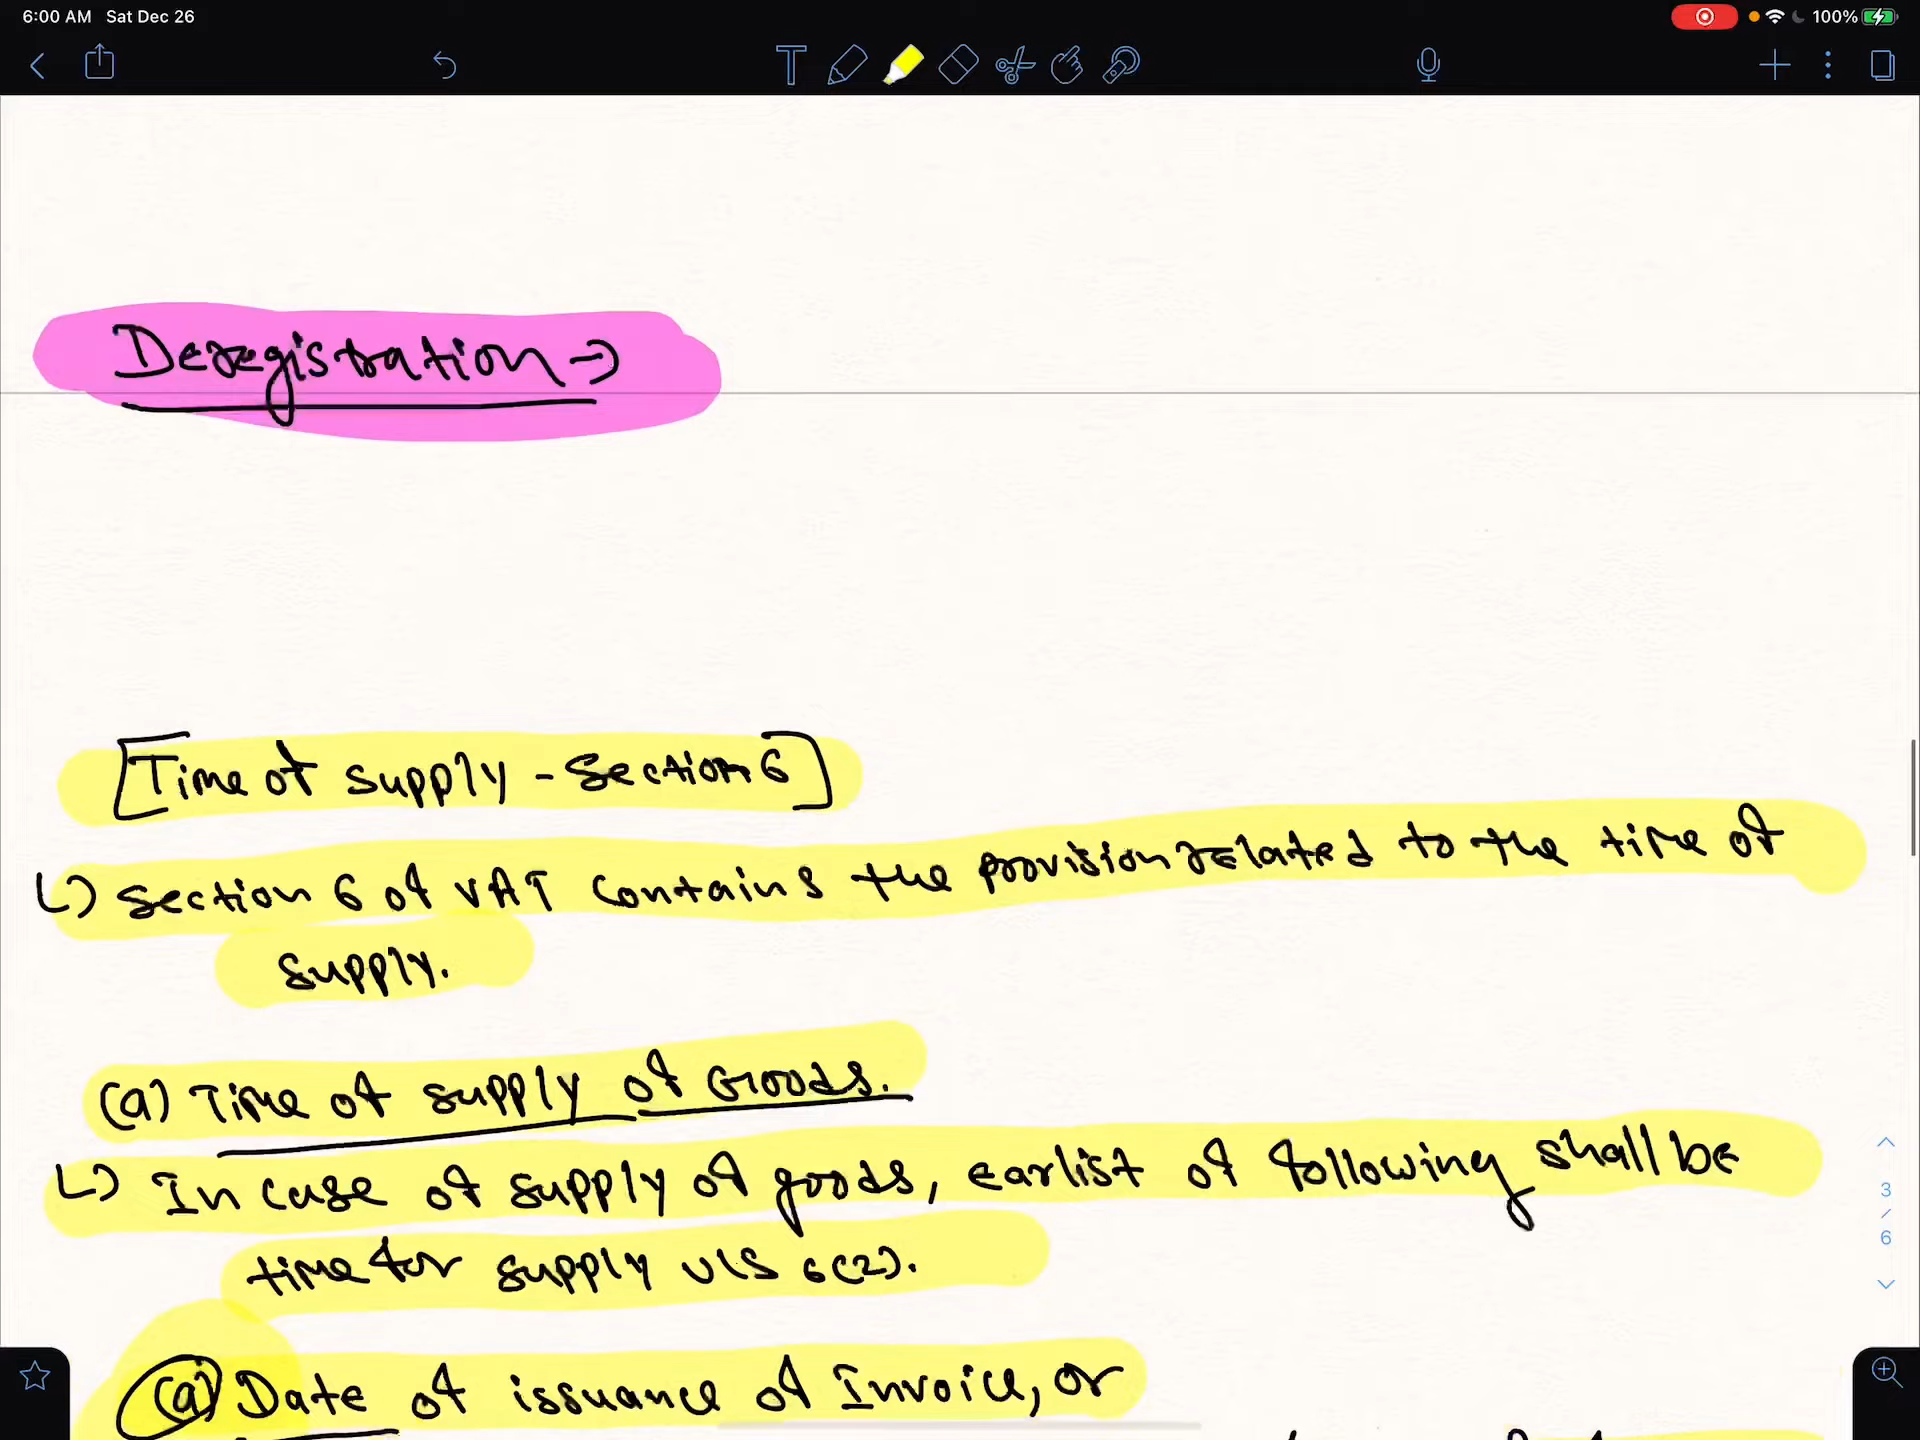 6:00 AM Sat Dec 26
100%
Deregistration →
[Time of supply - Section 6]
↳ Section 6 of VAT contains the provision related to the time of
supply.
(a) Time of supply of Goods.
↳ In case of supply of goods, earlist of following shall be
time for supply u/s 6(2).
(a) Date of issuance of Invoice, or
3
/
6